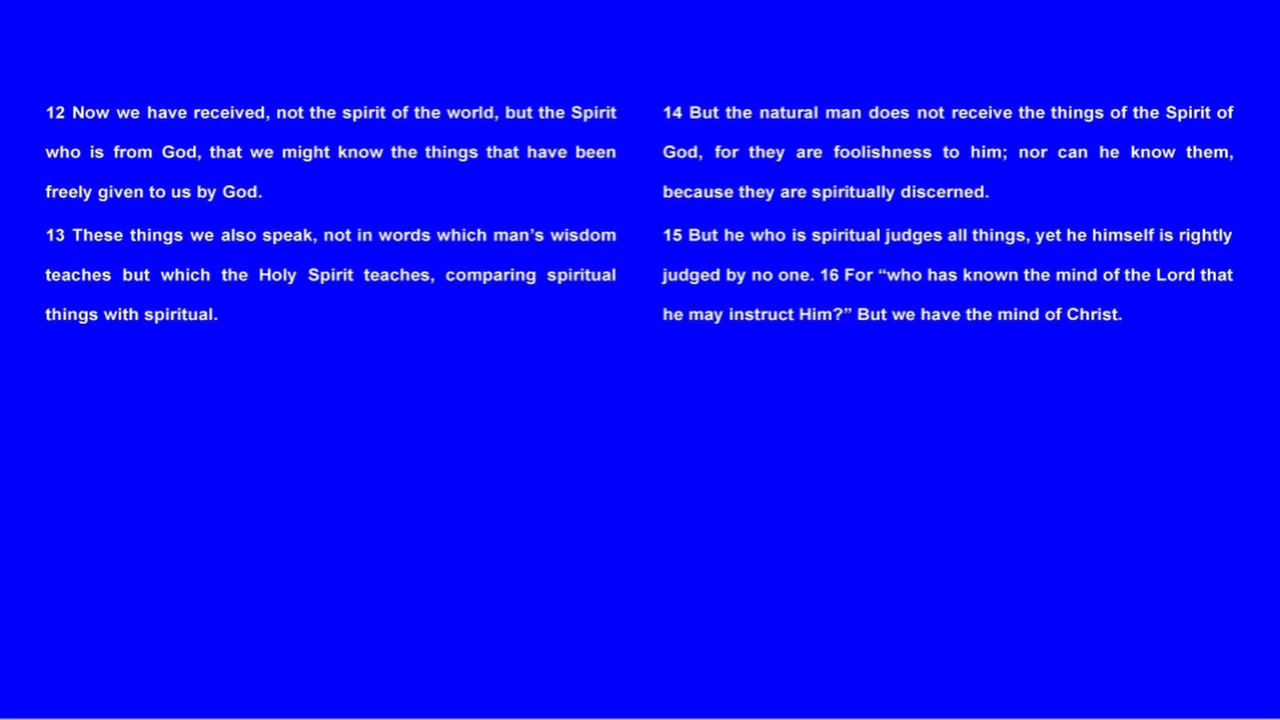 12 Now we have received, not the spirit of the world, but the Spirit
who is from God, that we might know the things that have been
freely given to us by God.
13 These things we also speak, not in words which man’s wisdom
teaches but which the Holy Spirit teaches, comparing spiritual
things with spiritual.
14 But the natural man does not receive the things of the Spirit of
God, for they are foolishness to him; nor can he know them,
because they are spiritually discerned.
15 But he who is spiritual judges all things, yet he himself is rightly
judged by no one. 16 For “who has known the mind of the Lord that
he may instruct Him?” But we have the mind of Christ.